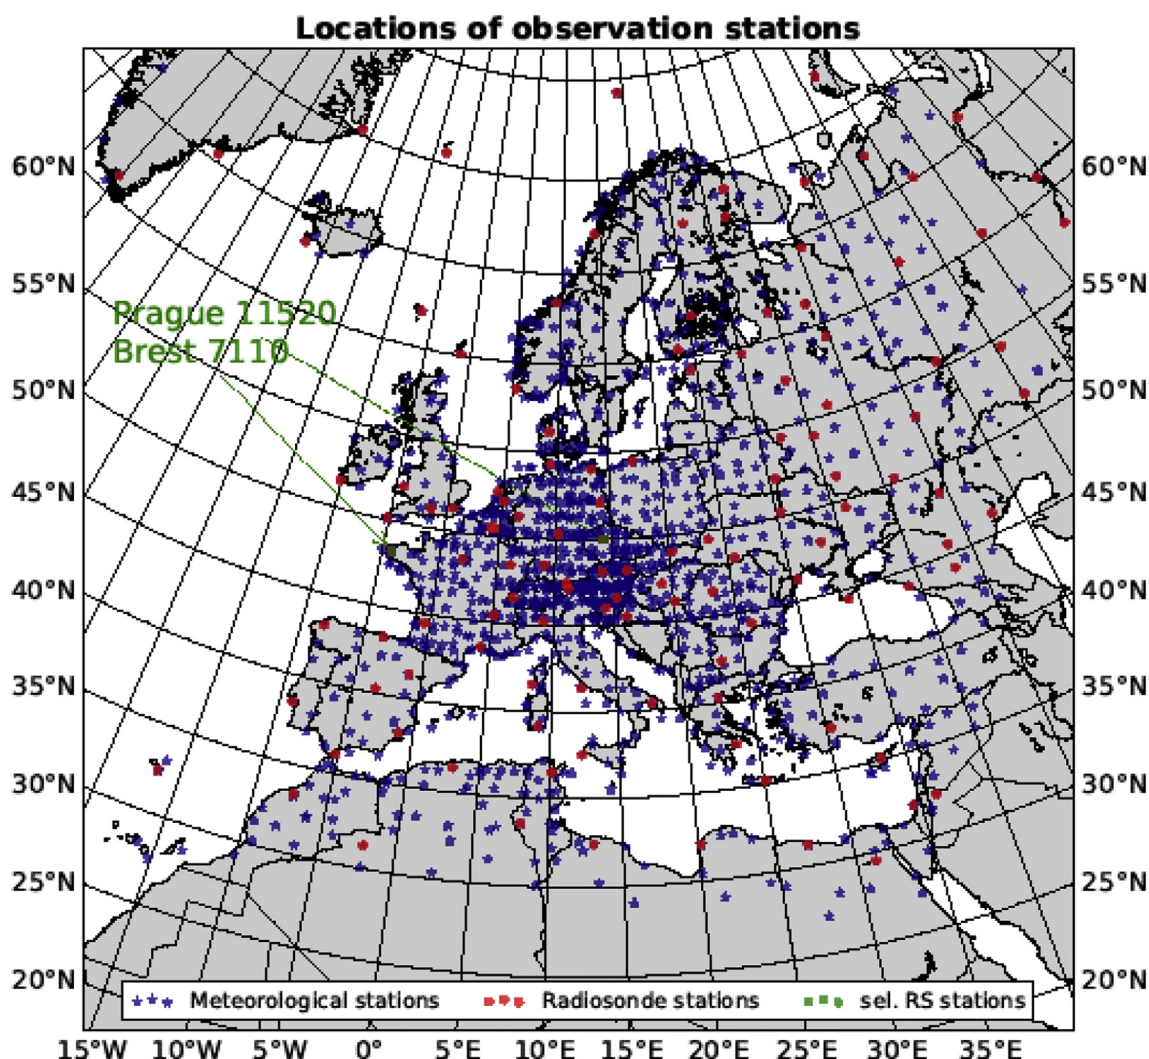 Locations of observation stations
60°N
55°N
50°N
45°N
40°N
35°N
30°N
25°N
20°N
60°N
55°N
50°N
45°N
40°N
35°N
30°N
25°N
20°N
Prague 11520
Brest 7110
Meteorological stations Radiosonde stations sel. RS stations
15°W 10°W 5°W 0°E 5°E 10°E 15°E 20°E 25°E 30°E 35°E